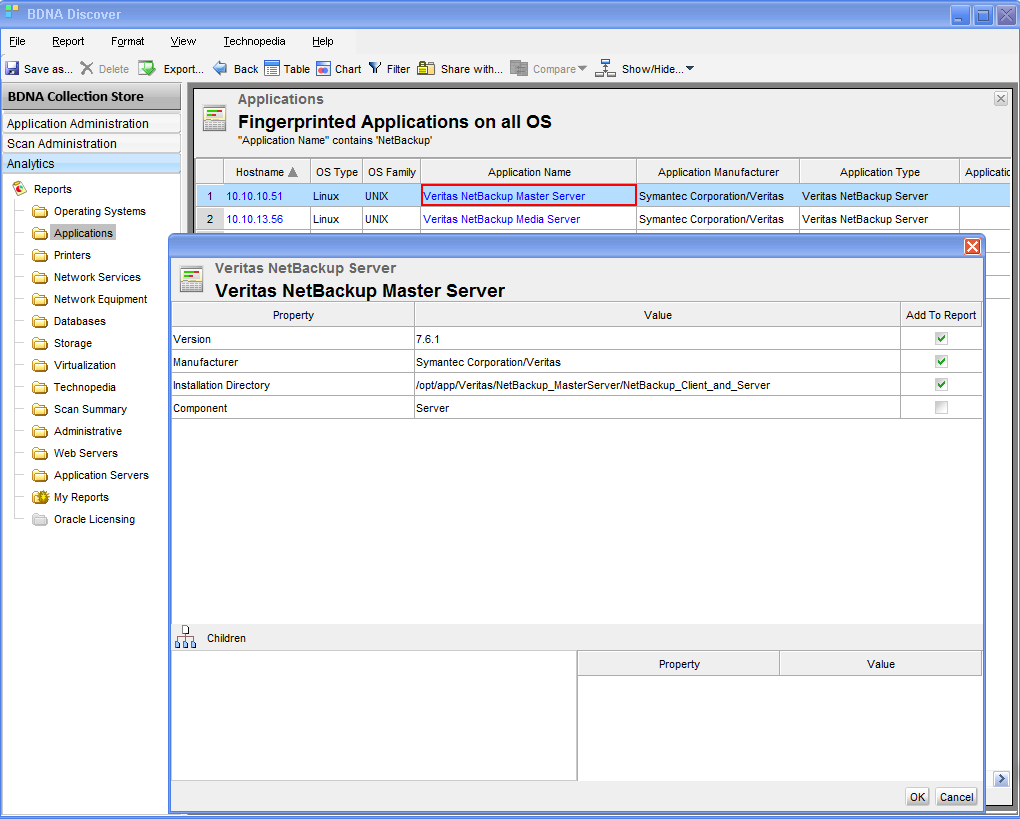 BDNA Discover
File Report Format View Technopedia Help
Save as... Delete Export... Back Table Chart Filter Share with... Compare Show/Hide...
BDNA Collection Store
Application Administration
Scan Administration
Analytics
Reports
Operating Systems
Applications
Printers
Network Services
Network Equipment
Databases
Storage
Virtualization
Technopedia
Scan Summary
Administrative
Web Servers
Application Servers
My Reports
Oracle Licensing
Applications
Fingerprinted Applications on all OS
"Application Name" contains 'NetBackup'
Hostname OS Type OS Family Application Name Application Manufacturer Application Type Applicatio
1 10.10.10.51 Linux UNIX Veritas NetBackup Master Server Symantec Corporation/Veritas Veritas NetBackup Server
2 10.10.13.56 Linux UNIX Veritas NetBackup Media Server Symantec Corporation/Veritas Veritas NetBackup Server
Veritas NetBackup Server
Veritas NetBackup Master Server
Property Value Add To Report
Version 7.6.1
Manufacturer Symantec Corporation/Veritas
Installation Directory /opt/app/Veritas/NetBackup_MasterServer/NetBackup_Client_and_Server
Component Server
Children
Property Value
OK Cancel